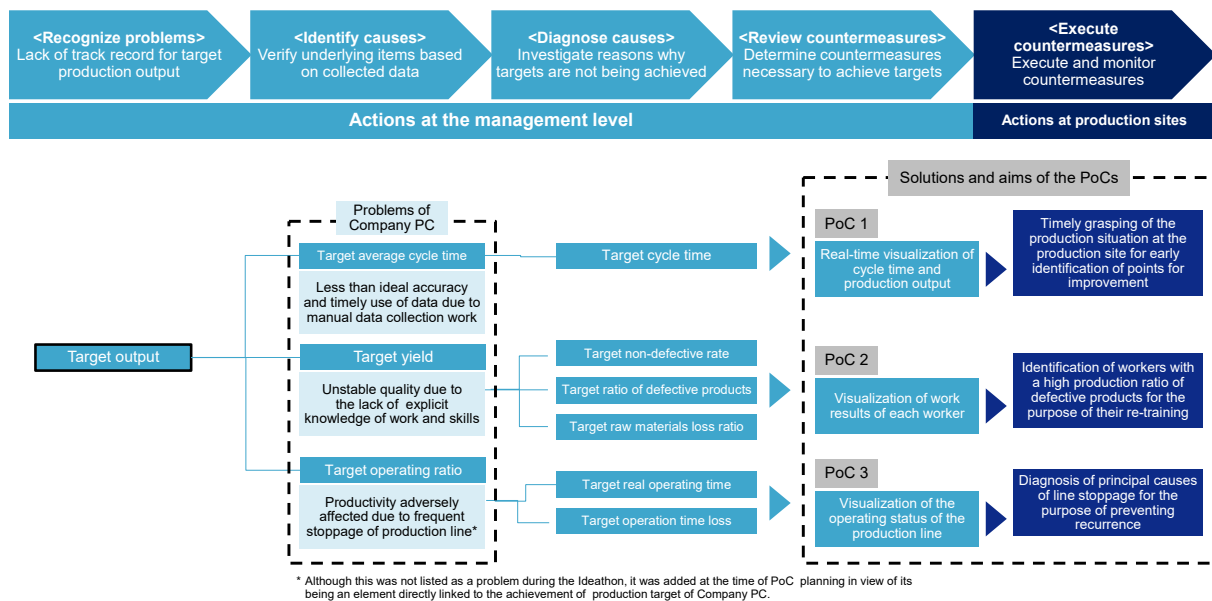 <Recognize problems>
Lack of track record for target
production output
<Identify causes>
Verify underlying items based
on collected data
<Diagnose causes>
Investigate reasons why
targets are not being achieved
<Review countermeasures>
Determine countermeasures
necessary to achieve targets
<Execute
countermeasures>
Execute and monitor
countermeasures
Actions at the management level
Actions at production sites
Solutions and aims of the PoCs
Problems of
Company PC
Target output
Target average cycle time
Less than ideal accuracy
and timely use of data due to
manual data collection work
Target cycle time
PoC 1
Real-time visualization of
cycle time and
production output
Timely grasping of the
production situation at the
production site for early
identification of points for
improvement
Target yield
Unstable quality due to
the lack of explicit
knowledge of work and skills
Target non-defective rate
Target ratio of defective products
Target raw materials loss ratio
PoC 2
Visualization of work
results of each worker
Identification of workers with
a high production ratio of
defective products for the
purpose of their re-training
Target operating ratio
Productivity adversely
affected due to frequent
stoppage of production line*
Target real operating time
Target operation time loss
PoC 3
Visualization of the
operating status of the
production line
Diagnosis of principal causes
of line stoppage for the
purpose of preventing
recurrence
* Although this was not listed as a problem during the Ideathon, it was added at the time of PoC planning in view of its
being an element directly linked to the achievement of production target of Company PC.